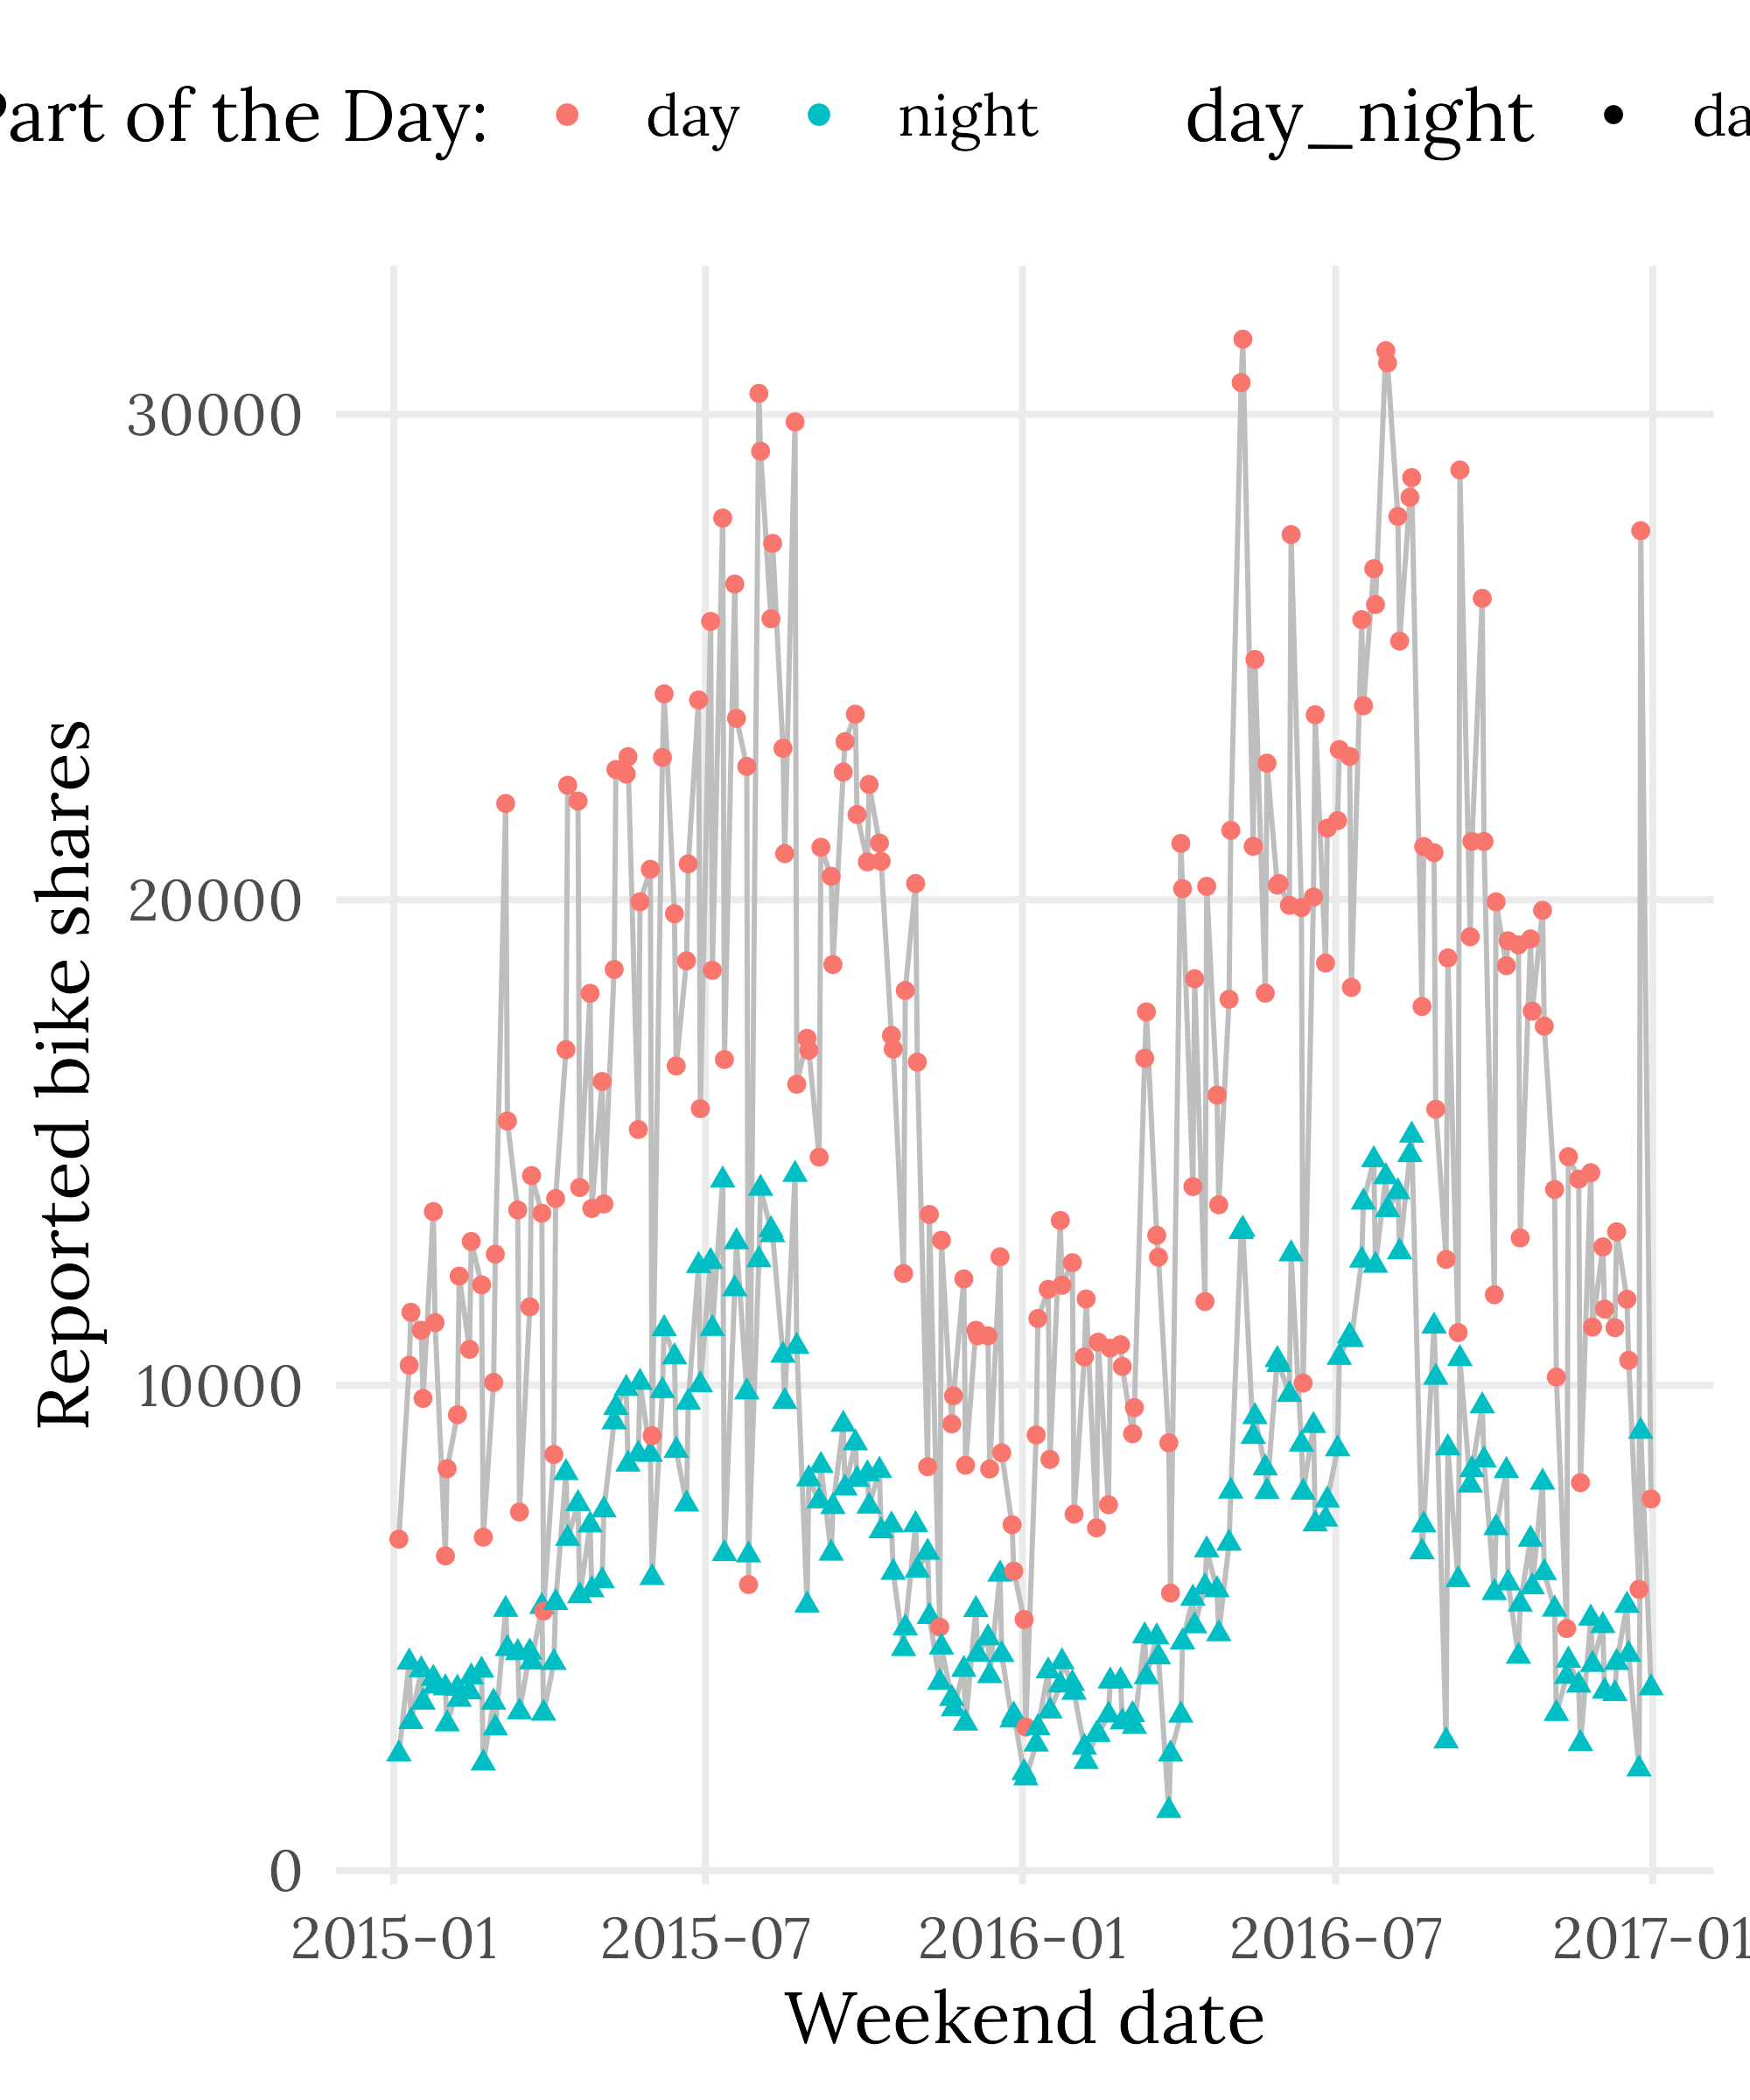 Part of the Day: day night day_night da
Reported bike shares
30000
20000
10000
0
2015-01 2015-07 2016-01 2016-07 2017-01
Weekend date